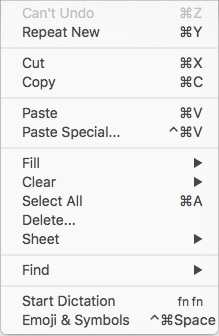 Can't Undo ⌘Z
Repeat New ⌘Y
Cut ⌘X
Copy ⌘C
Paste ⌘V
Paste Special... ^⌘V
Fill ▶
Clear ▶
Select All ⌘A
Delete...
Sheet ▶
Find ▶
Start Dictation fn fn
Emoji & Symbols ^⌘Space